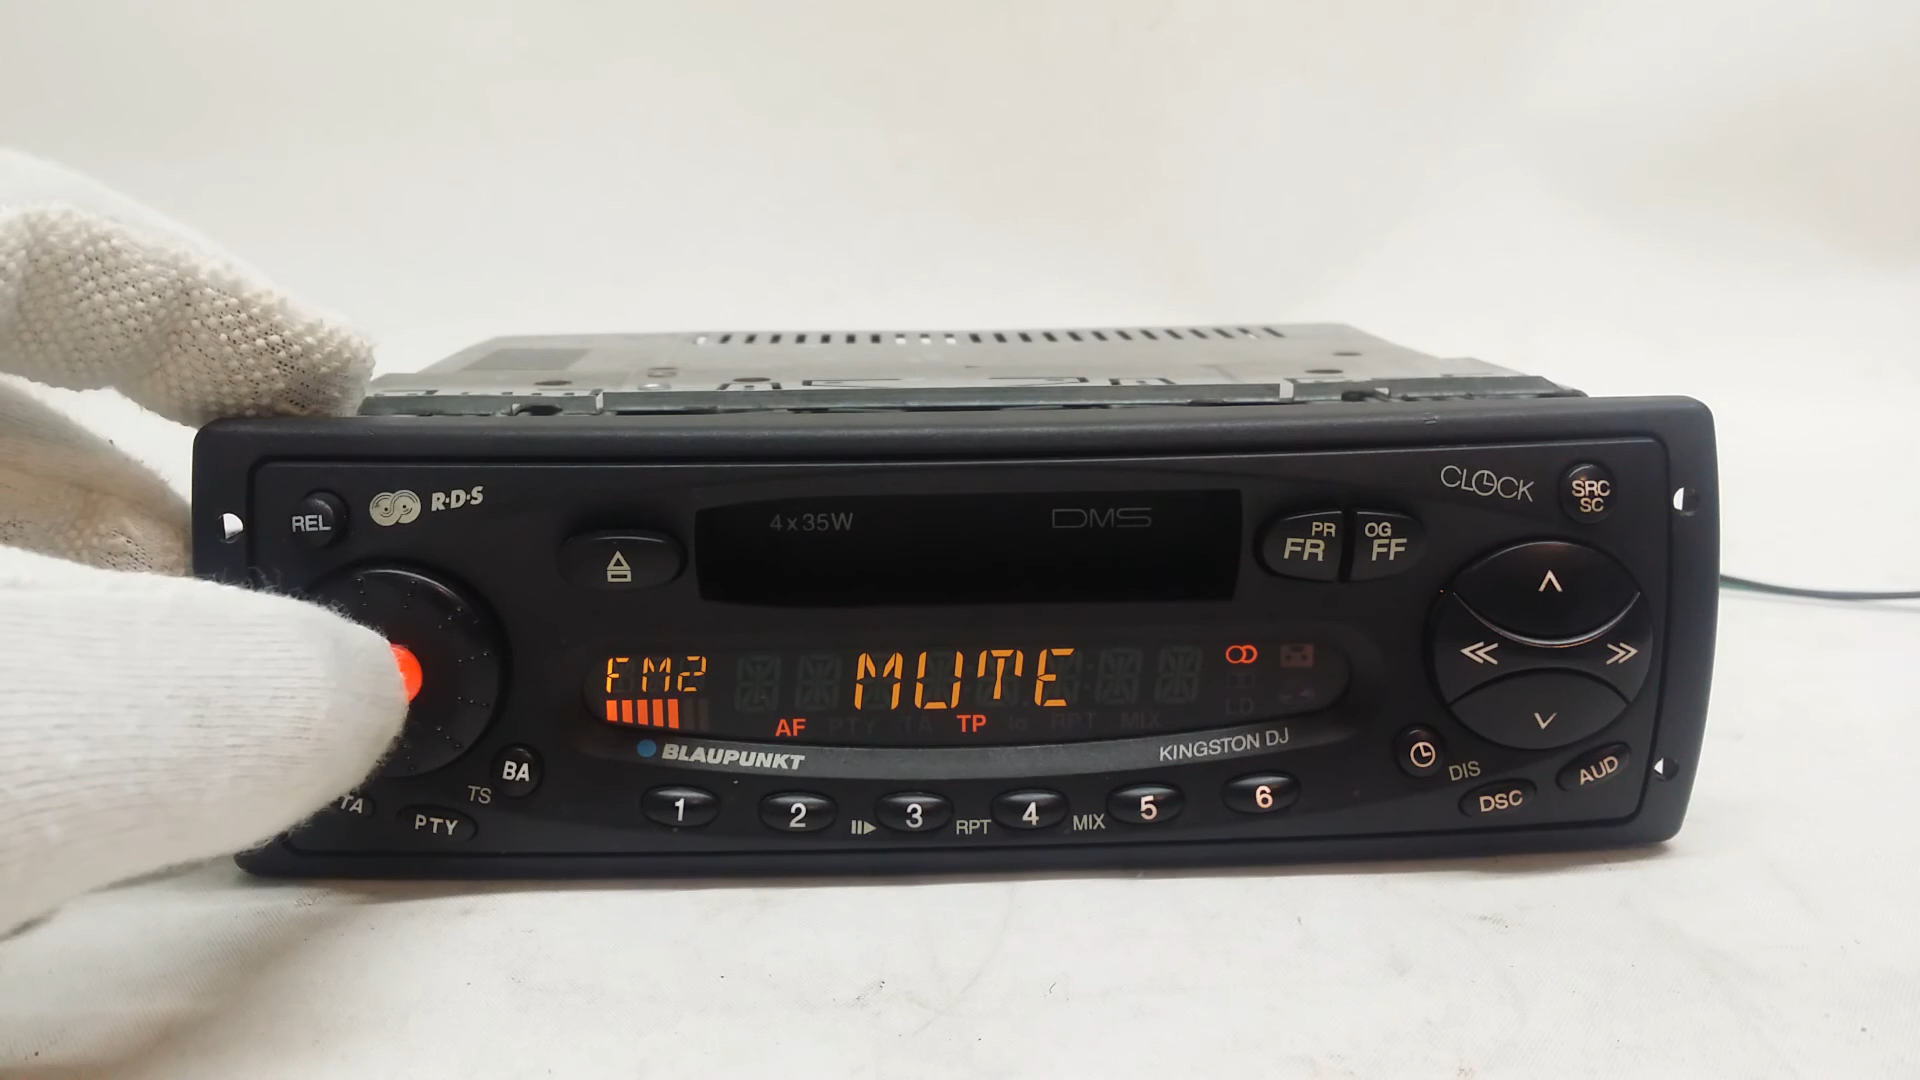 REL
R·D·S
4x35W
DMS
PR
FR
OG
FF
CLOCK
SRC
SC
FM2
MUTE
AF PTY TA TP lo RPT MIX
LD
BLAUPUNKT
KINGSTON DJ
BA
TS
TA
PTY
1 2 3 RPT 4 MIX 5 6
DIS
DSC
AUD